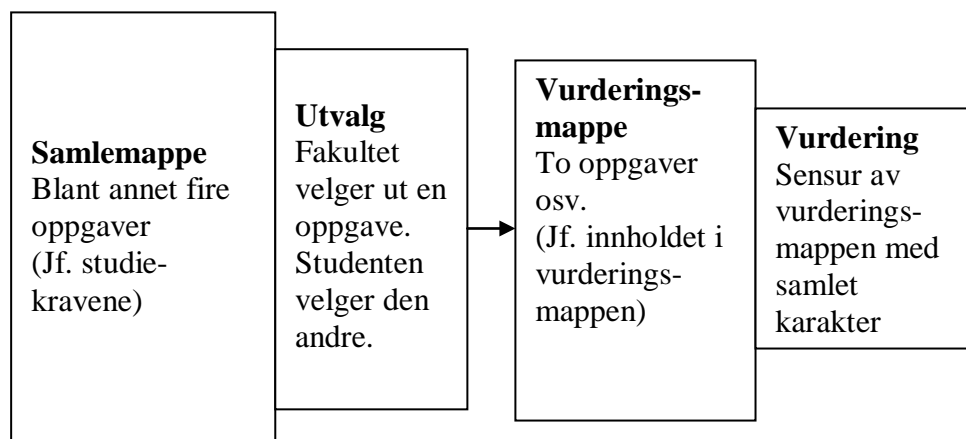 Samlemappe
Blant annet fire
oppgaver
(Jf. studie-
kravene)
Utvalg
Fakultet
velger ut en
oppgave.
Studenten
velger den
andre.
Vurderings-
mappe
To oppgaver
osv.
(Jf. innholdet i
vurderings-
mappen)
Vurdering
Sensur av
vurderings-
mappen med
samlet
karakter